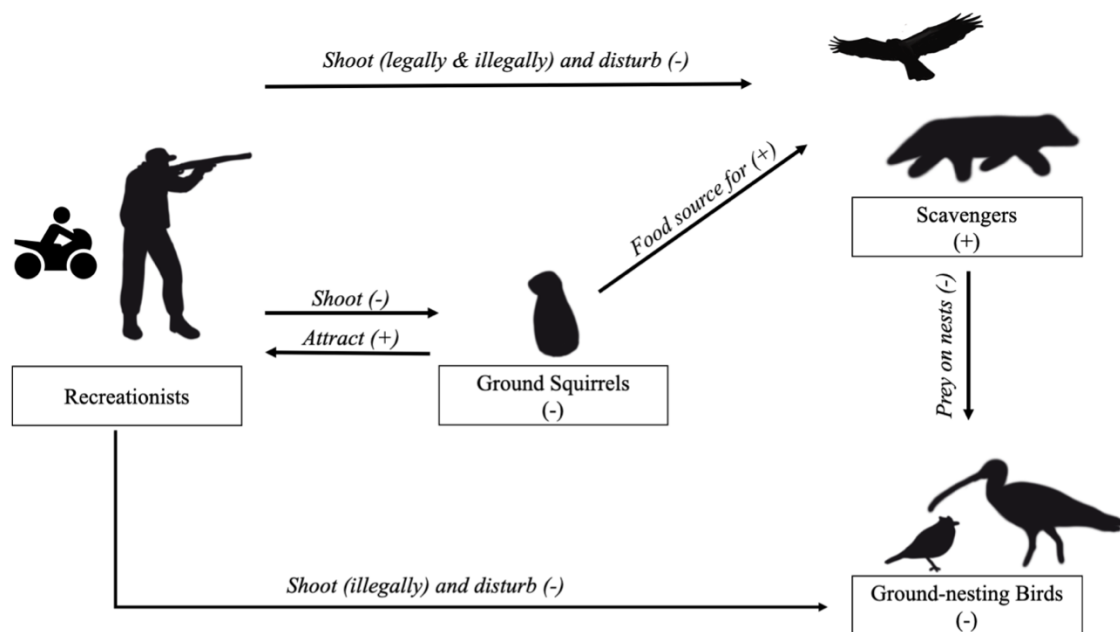 Shoot (legally & illegally) and disturb (-)
Food source for (+)
Scavengers
(+)
Shoot (-)
Attract (+)
Recreationists
Ground Squirrels
(-)
Prey on nests (-)
Shoot (illegally) and disturb (-)
Ground-nesting Birds
(-)